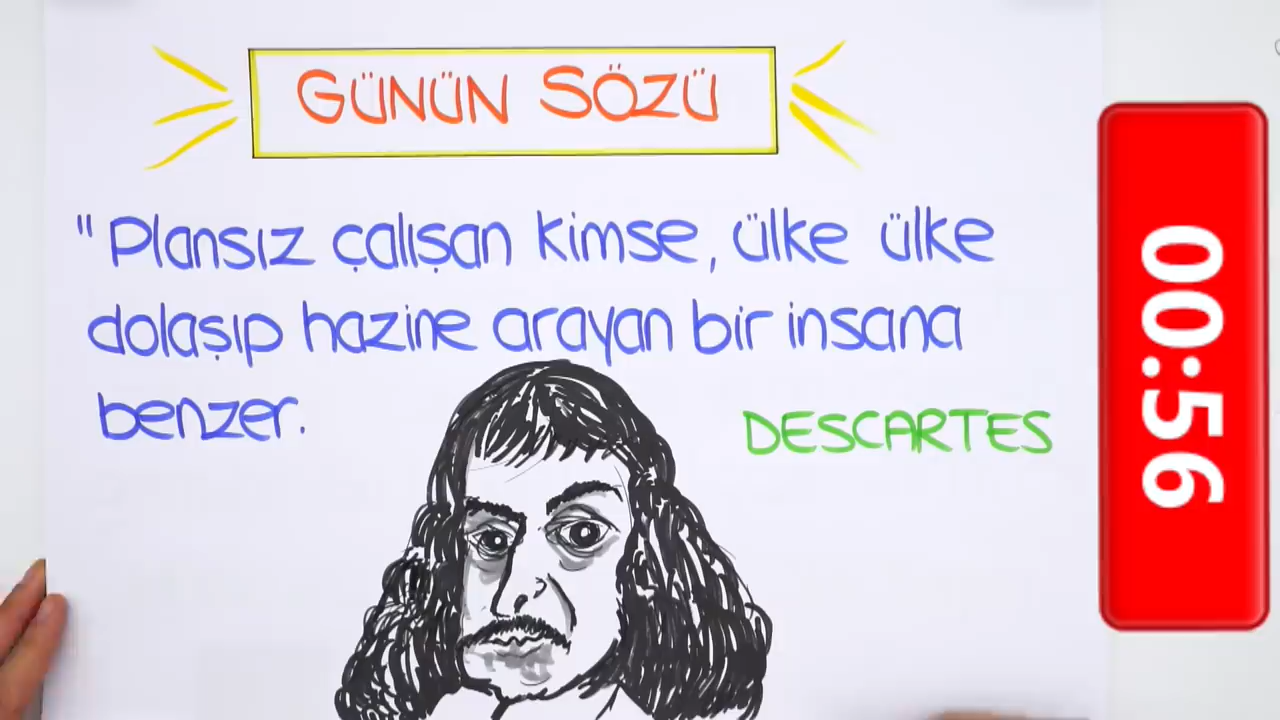 GÜNÜN SÖZÜ
"Plansız çalışan kimse, ülke ülke
dolaşıp hazine arayan bir insana
benzer.
DESCARTES
00:56